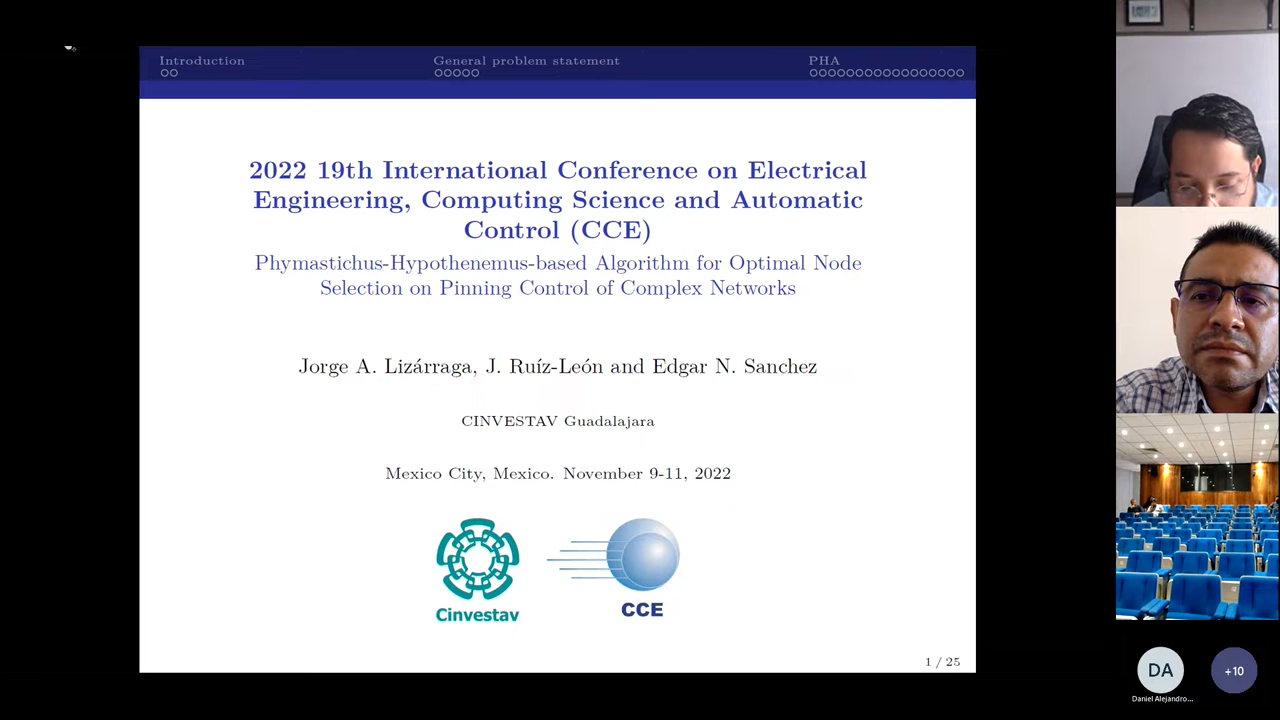 Introduction
General problem statement
PHA
2022 19th International Conference on Electrical
Engineering, Computing Science and Automatic
Control (CCE)
Phymastichus-Hypothenemus-based Algorithm for Optimal Node
Selection on Pinning Control of Complex Networks
Jorge A. Lizárraga, J. Ruíz-León and Edgar N. Sanchez
CINVESTAV Guadalajara
Mexico City, Mexico. November 9-11, 2022
Cinvestav
CCE
1 / 25
DA
+10
Daniel Alejandro...